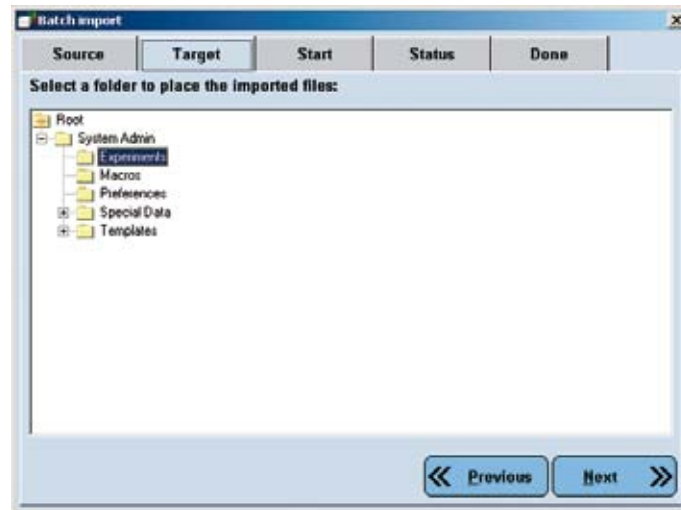 Batch import
Source Target Start Status Done
Select a folder to place the imported files:
Root
System Admin
Experiments
Macros
Preferences
Special Data
Templates
Previous Next